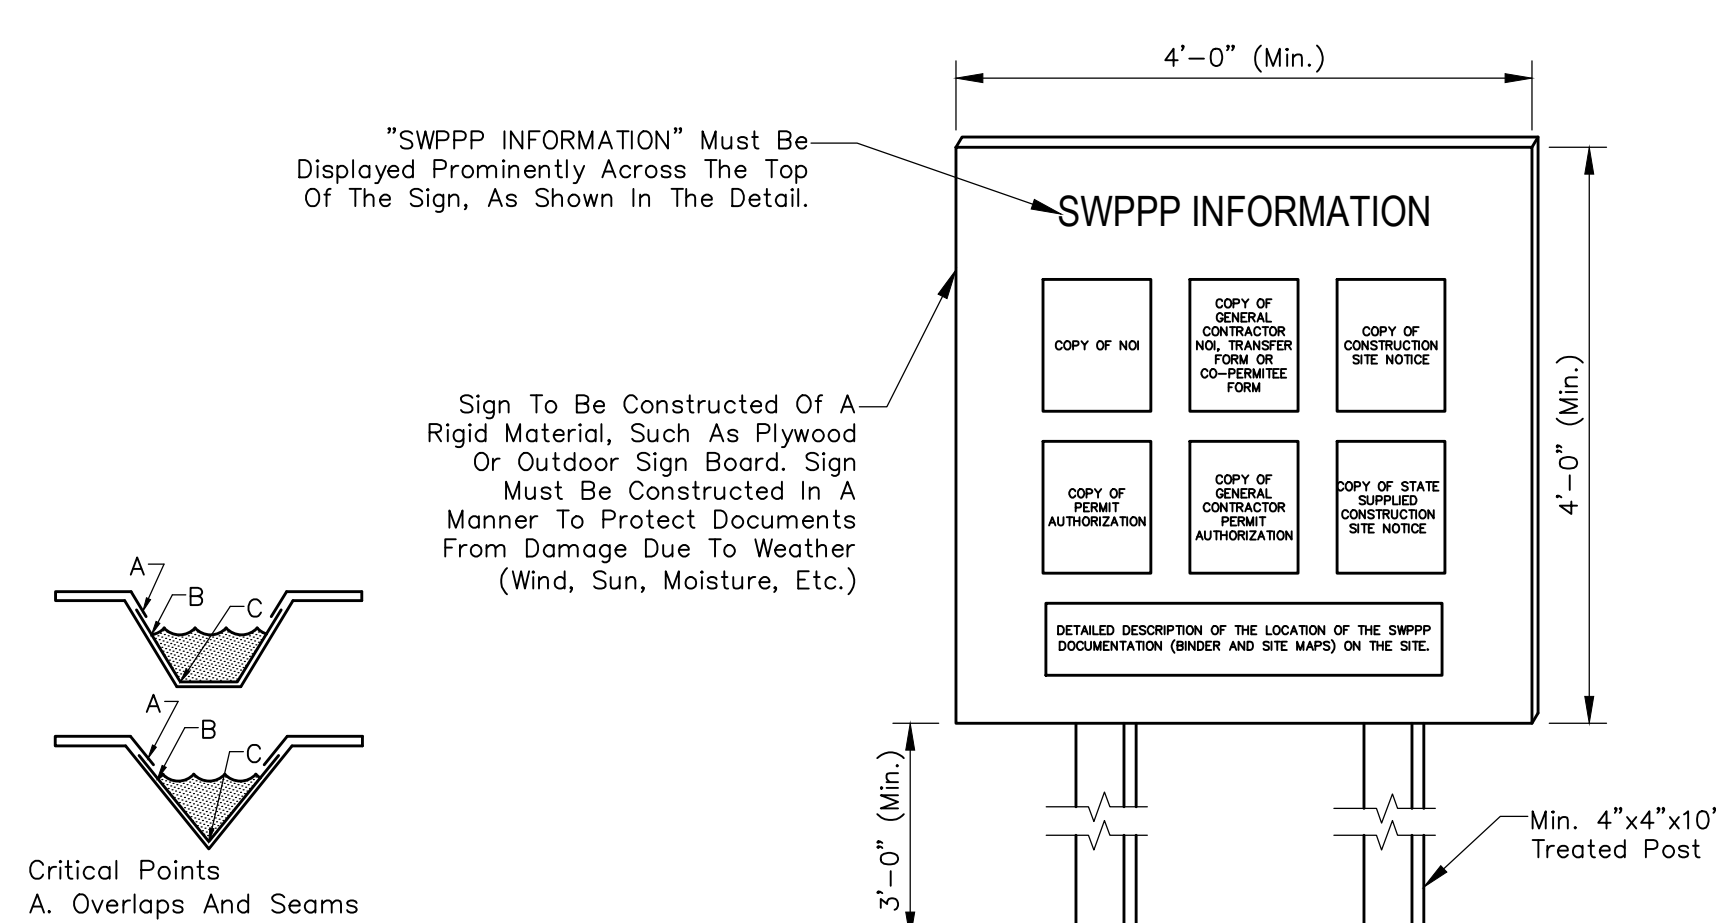 4'-0" (Min.)
"SWPPP INFORMATION" Must Be
Displayed Prominently Across The Top
Of The Sign, As Shown In The Detail.
SWPPP INFORMATION
COPY OF NOI
COPY OF
GENERAL
CONTRACTOR
NOI, TRANSFER
FORM OR
CO-PERMITEE
FORM
COPY OF
CONSTRUCTION
SITE NOTICE
4'-0" (Min.)
Sign To Be Constructed Of A
Rigid Material, Such As Plywood
Or Outdoor Sign Board. Sign
Must Be Constructed In A
Manner To Protect Documents
From Damage Due To Weather
(Wind, Sun, Moisture, Etc.)
COPY OF
PERMIT
AUTHORIZATION
COPY OF
GENERAL
CONTRACTOR
PERMIT
AUTHORIZATION
COPY OF STATE
SUPPLIED
CONSTRUCTION
SITE NOTICE
DETAILED DESCRIPTION OF THE LOCATION OF THE SWPPP
DOCUMENTATION (BINDER AND SITE MAPS) ON THE SITE.
A
B
C
A
B
C
3'-0" (Min.)
Min. 4"x4"x10'
Treated Post
Critical Points
A. Overlaps And Seams